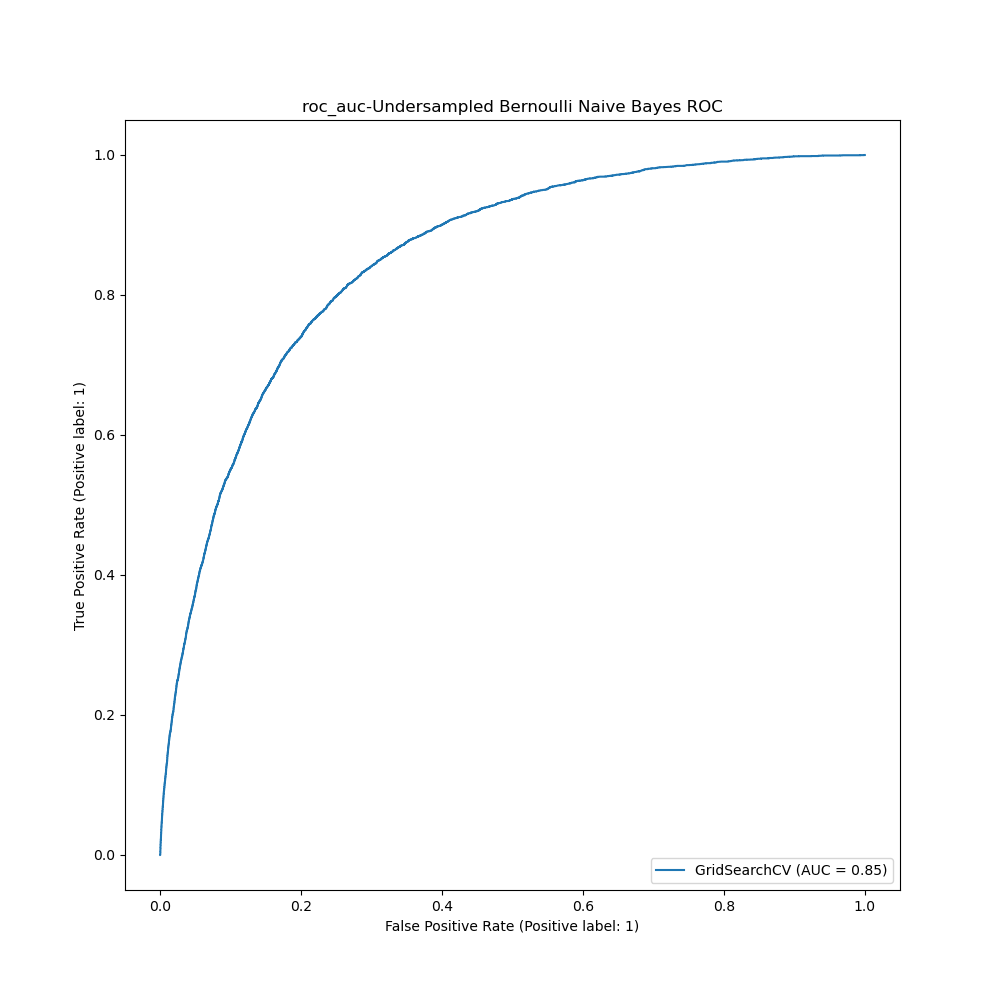 roc_auc-Undersampled Bernoulli Naive Bayes ROC
1.0
0.8
0.6
0.4
0.2
0.0
True Positive Rate (Positive label: 1)
GridSearchCV (AUC = 0.85)
0.0 0.2 0.4 0.6 0.8 1.0
False Positive Rate (Positive label: 1)